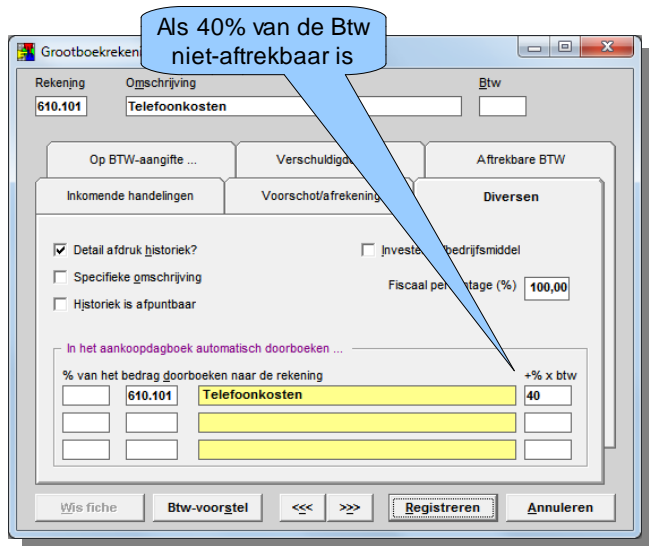 Als 40% van de Btw
niet-aftrekbaar is
Grootboekrekeni
Rekening Omschrijving Btw
610.101 Telefoonkosten
Op BTW-aangifte ... Verschuldigd Aftrekbare BTW
Inkomende handelingen Voorschot/afrekening Diversen
Detail afdruk historiek? Investe /bedrijfsmiddel
Specifieke omschrijving
Fiscaal pe tage (%) 100,00
Historiek is afpuntbaar
In het aankoopdagboek automatisch doorboeken ...
% van het bedrag doorboeken naar de rekening +% x btw
610.101 Telefoonkosten 40
Wis fiche Btw-voorstel <<< >>> Registreren Annuleren